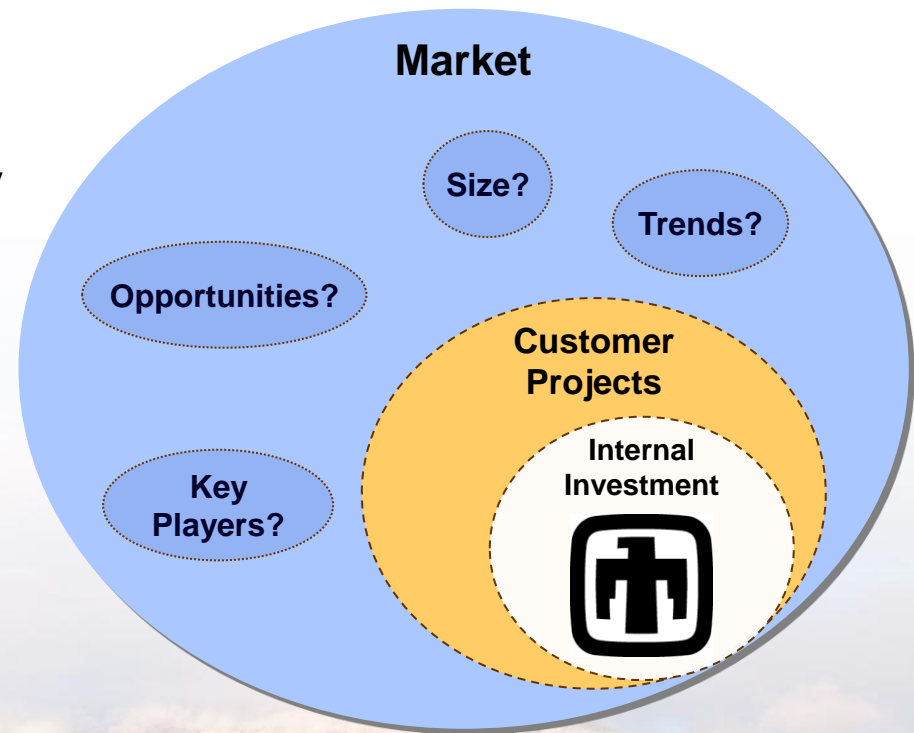 Market
Size?
Trends?
Opportunities?
Customer
Projects
Internal
Investment
Key
Players?